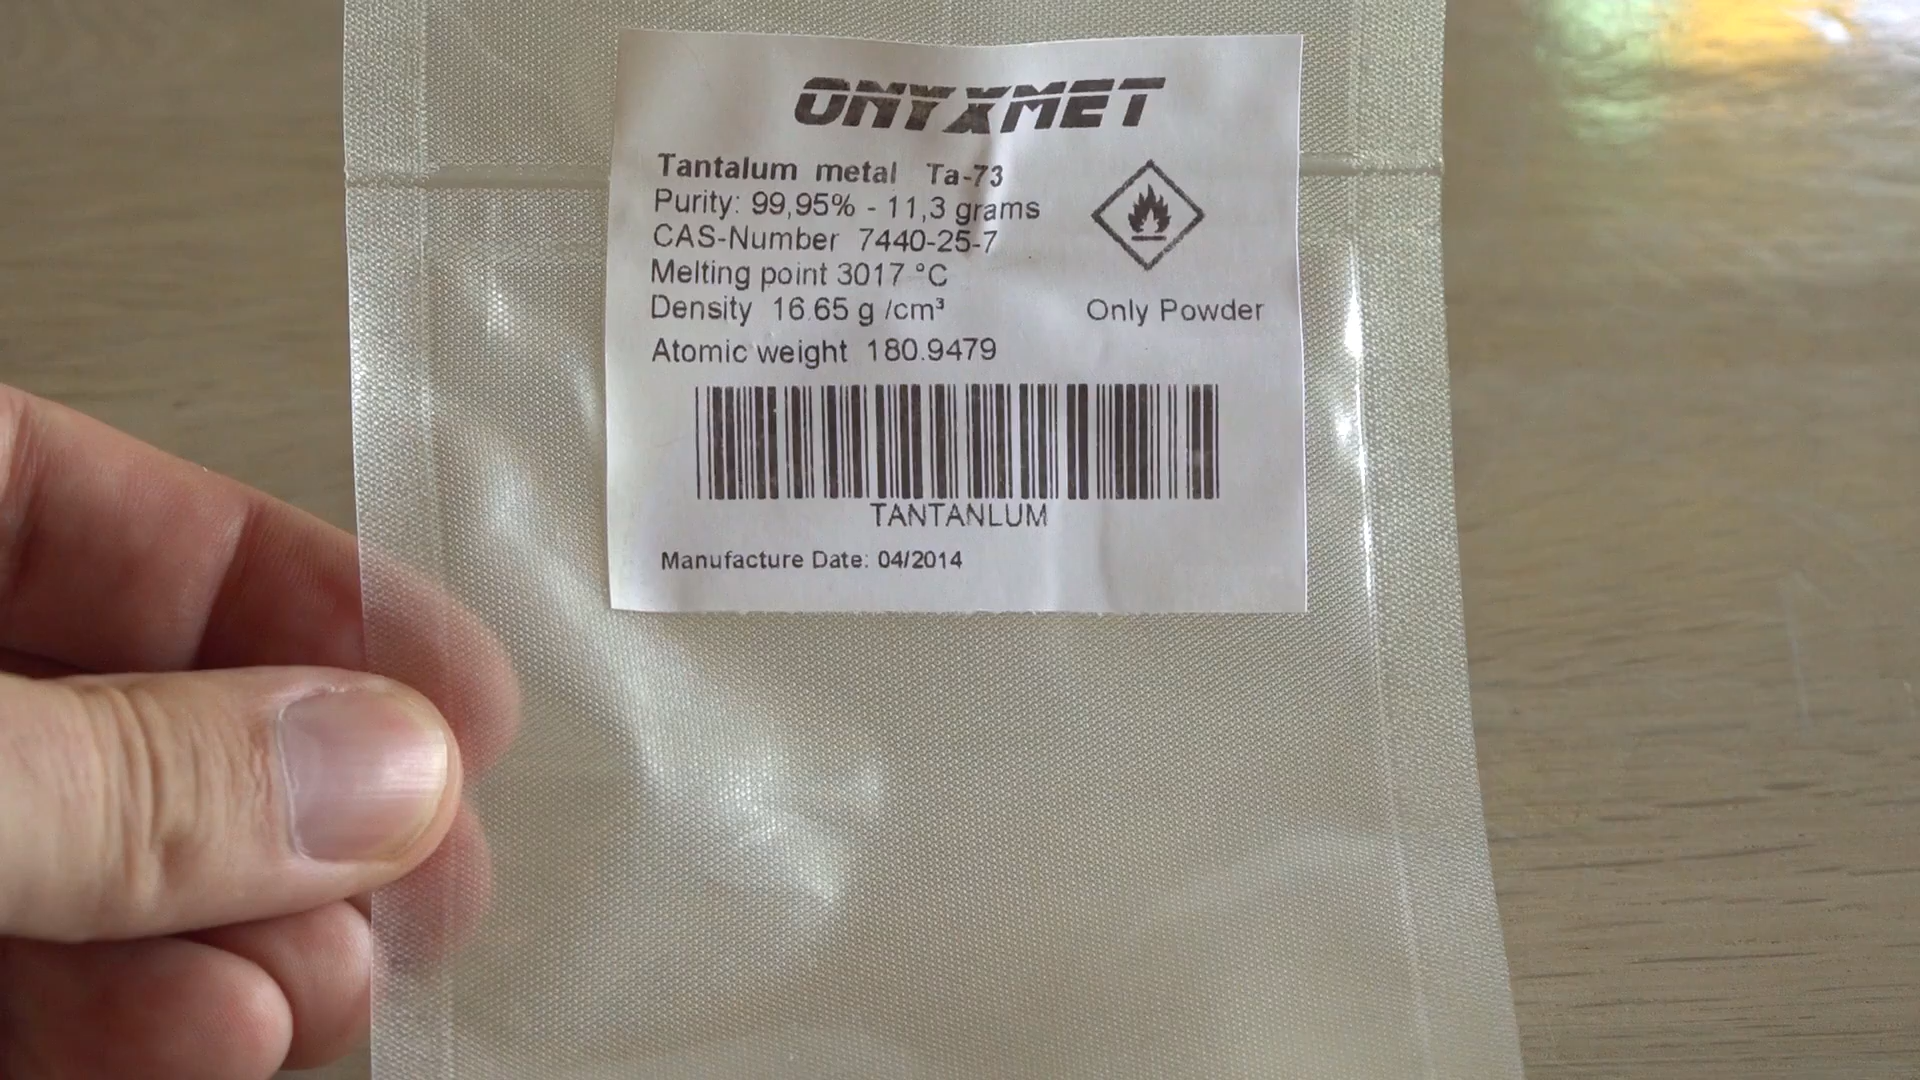 ONYXMET
Tantalum metal Ta-73
Purity: 99,95% - 11,3 grams
CAS-Number 7440-25-7
Melting point 3017 °C
Density 16.65 g /cm³
Only Powder
Atomic weight 180.9479
TANTANLUM
Manufacture Date: 04/2014